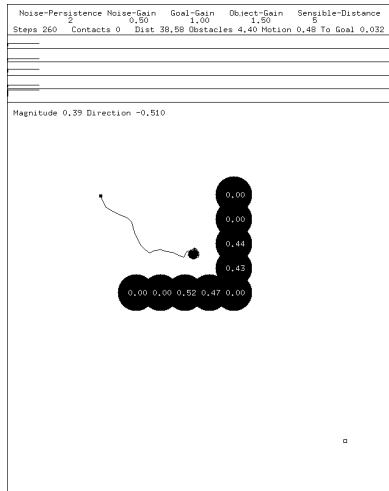 Noise-Persistence Noise-Gain Goal-Gain Object-Gain Sensible-Distance
2 0.50 1.00 1.50 5
Steps 260 Contacts 0 Dist 38.58 Obstacles 4.40 Motion 0.48 To Goal 0.032
Magnitude 0.39 Direction -0.510
0.00
0.00
0.44
0.43
0.00 0.00 0.52 0.47 0.00